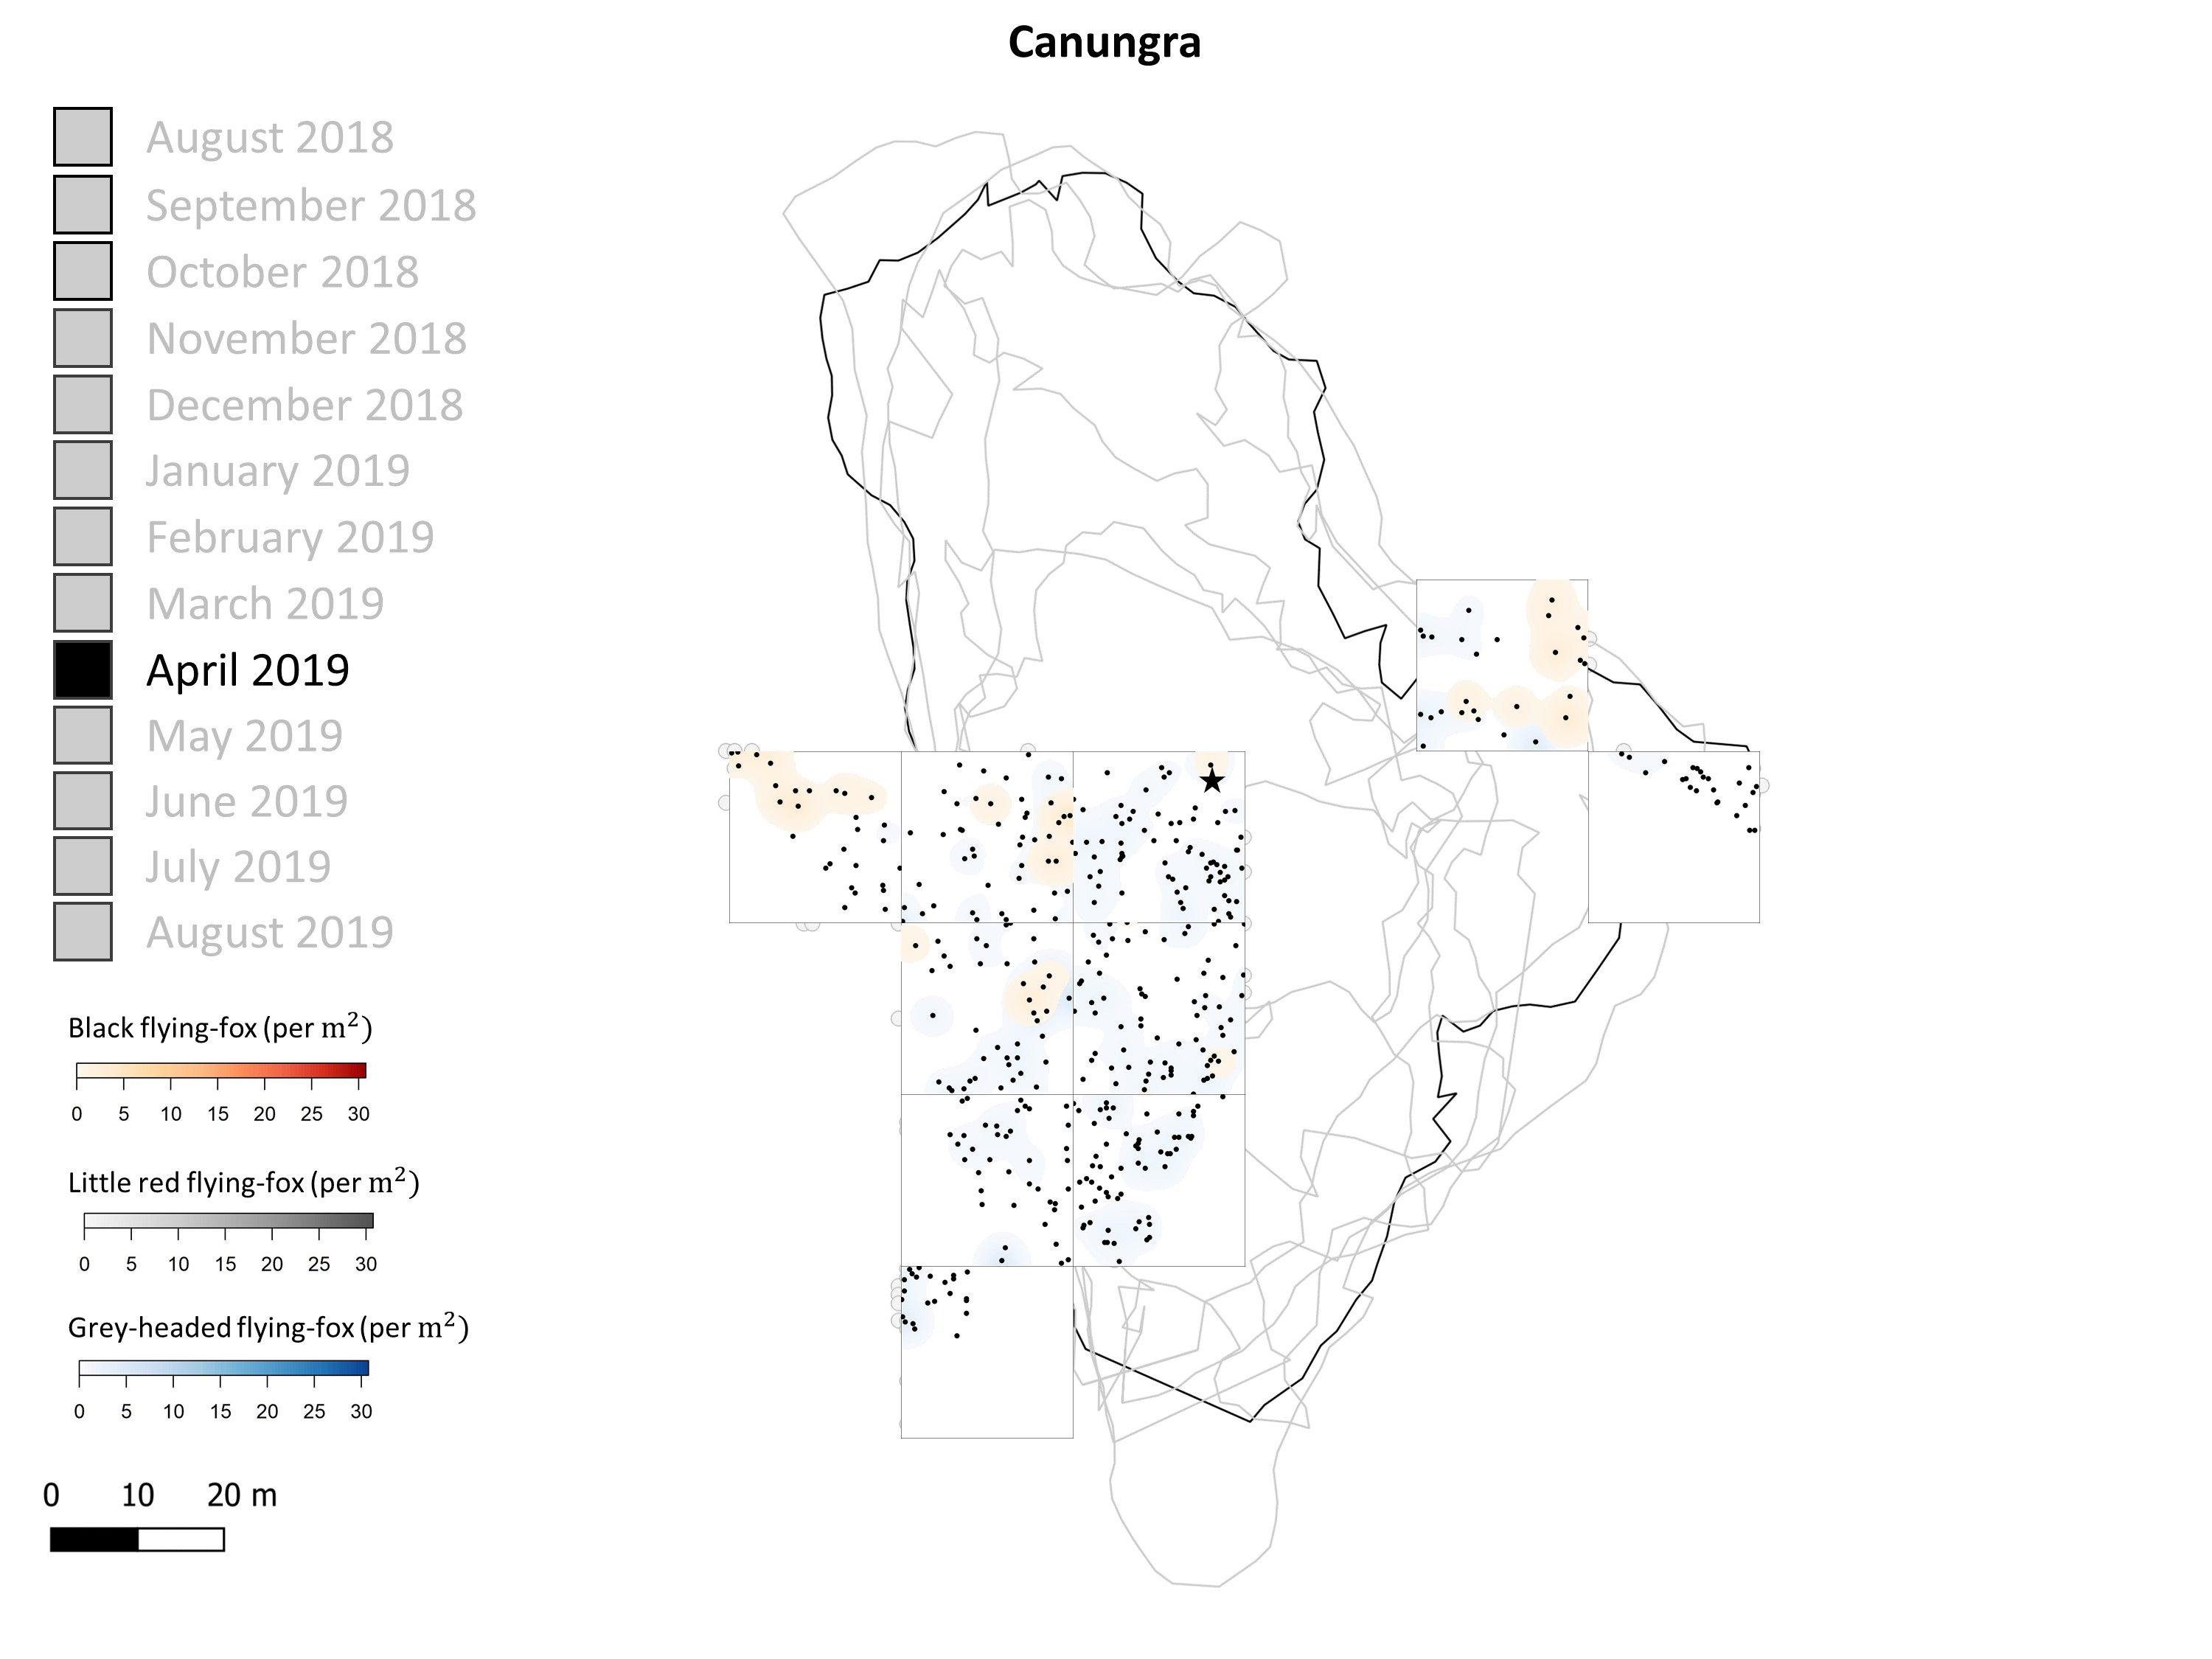 Canungra
August 2018
September 2018
October 2018
November 2018
December 2018
January 2019
February 2019
March 2019
April 2019
May 2019
June 2019
July 2019
August 2019
Black flying-fox (per m²)
0 5 10 15 20 25 30
Little red flying-fox (per m²)
0 5 10 15 20 25 30
Grey-headed flying-fox (per m²)
0 5 10 15 20 25 30
0 10 20 m